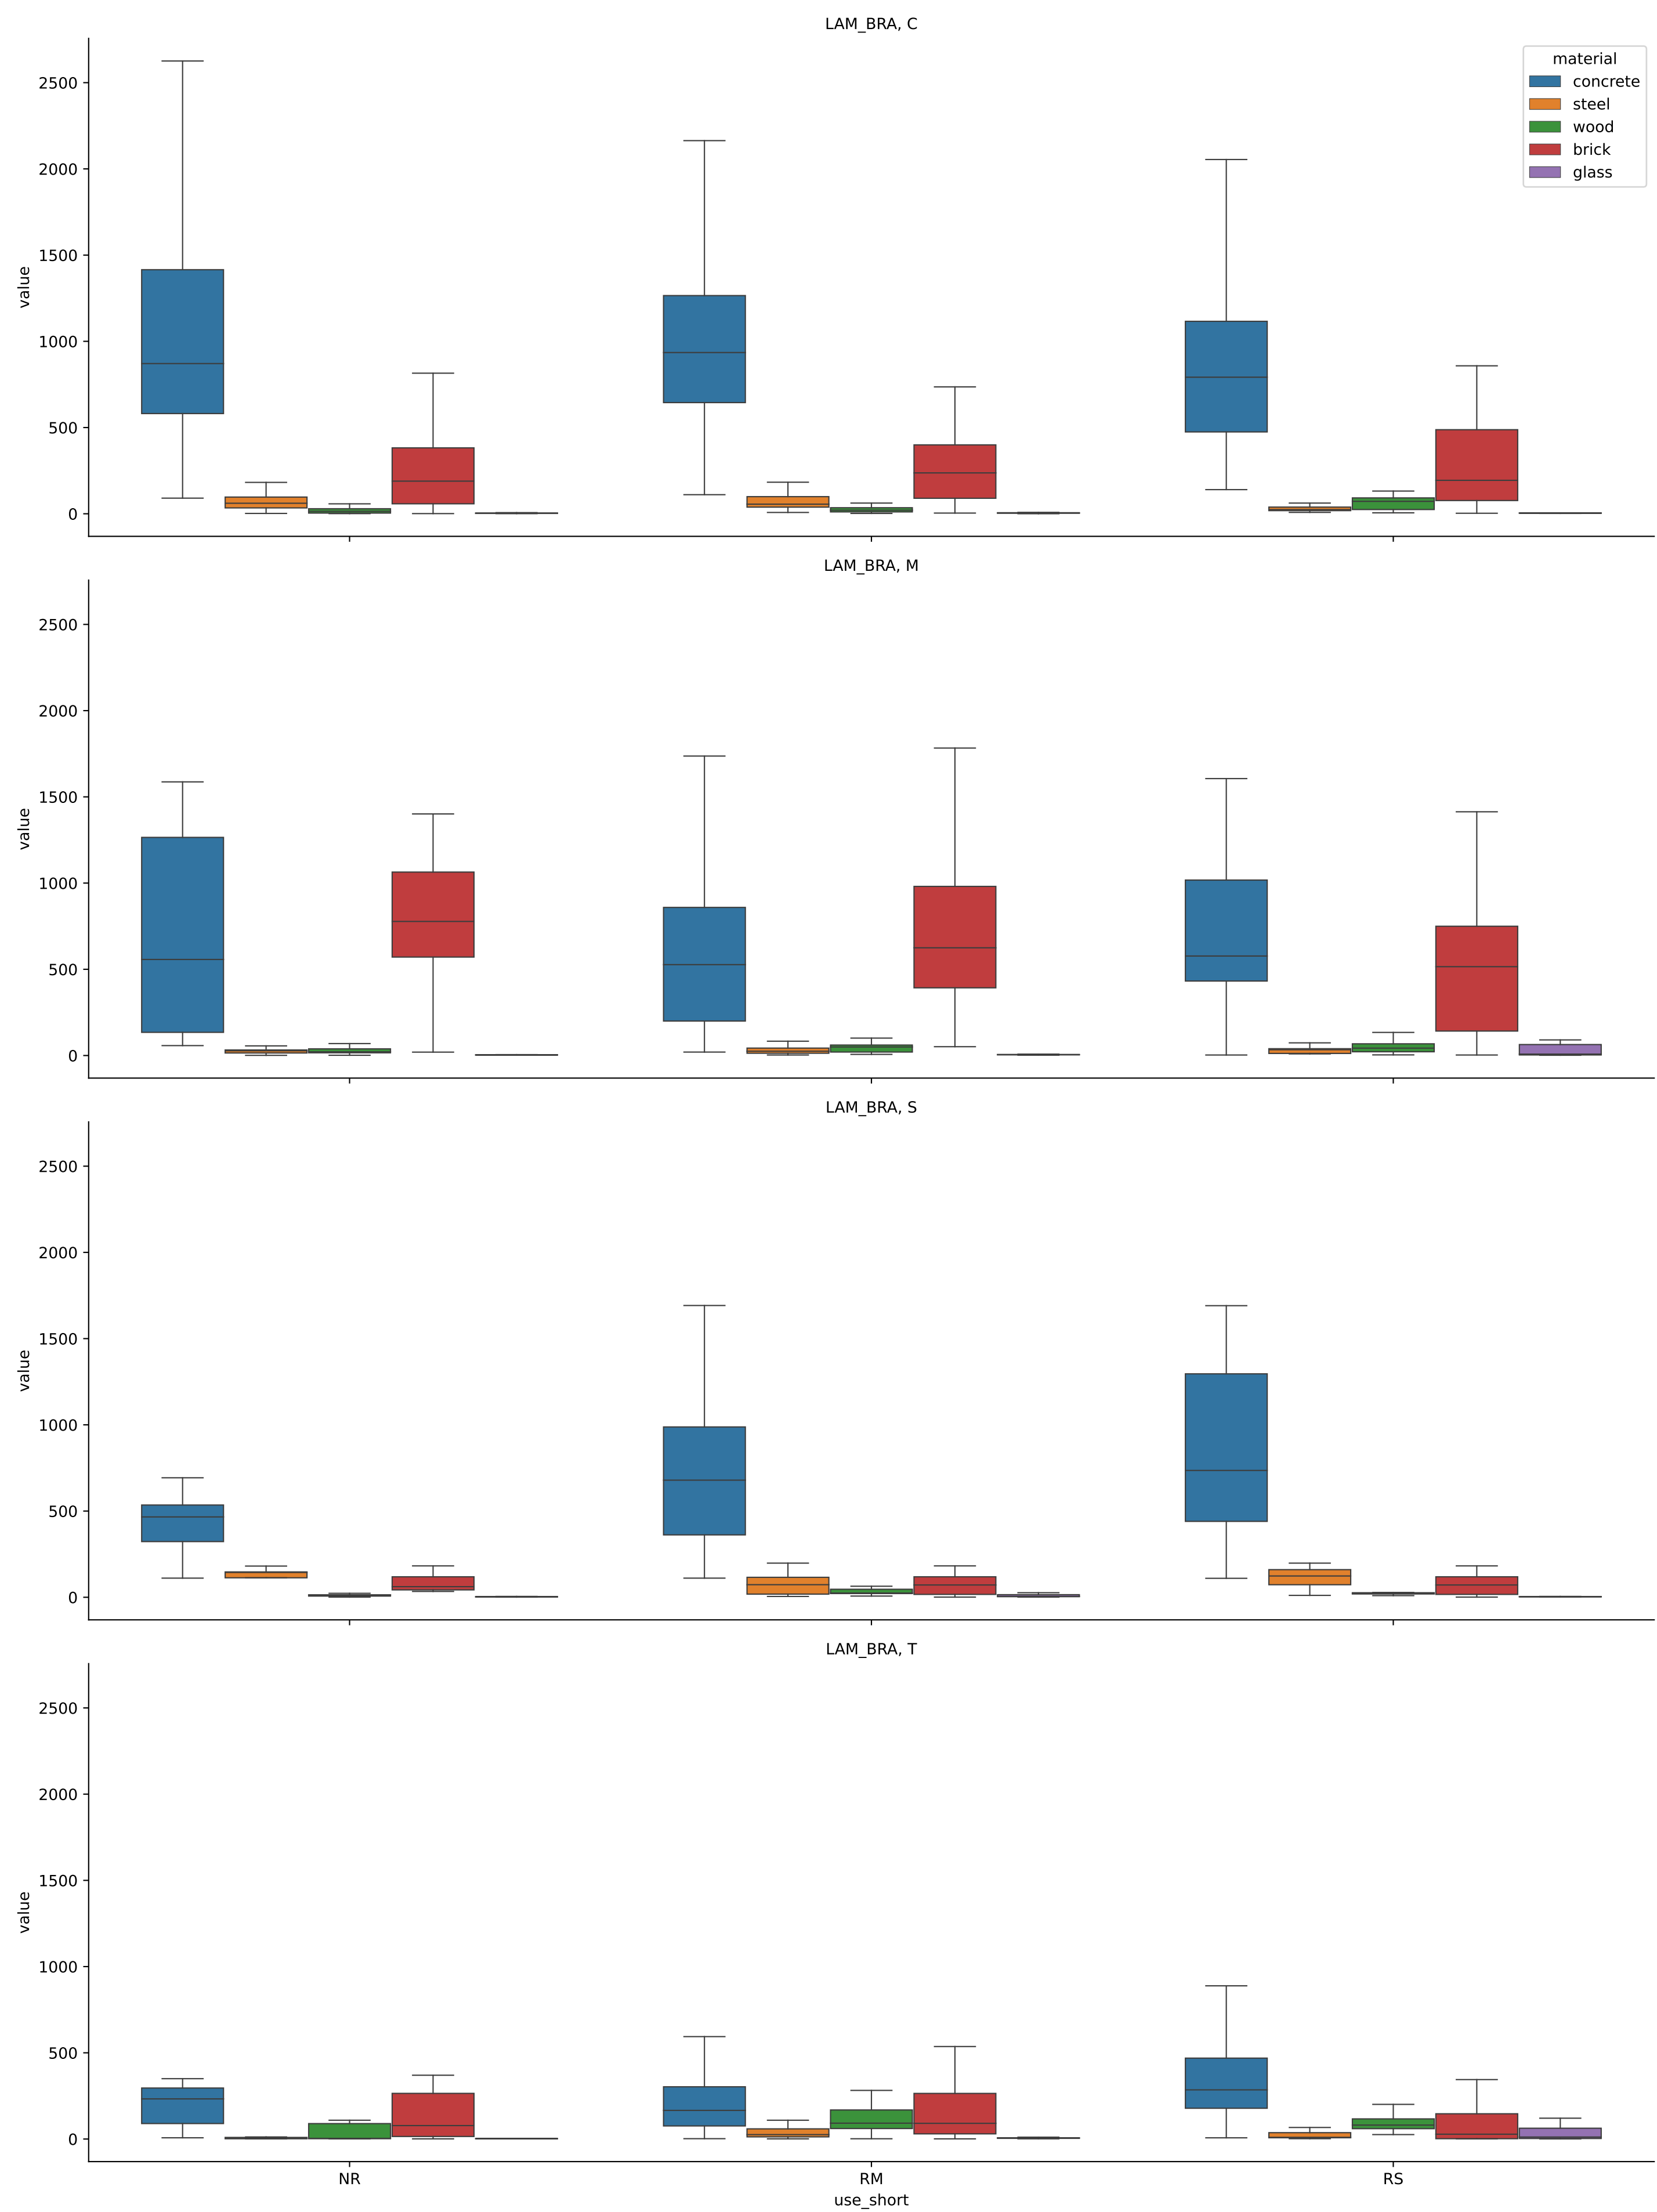 LAM_BRA, C
2500
2000
1500
1000
500
0
value
material
concrete
steel
wood
brick
glass
LAM_BRA, M
2500
2000
1500
1000
500
0
value
LAM_BRA, S
2500
2000
1500
1000
500
0
value
LAM_BRA, T
2500
2000
1500
1000
500
0
value
NR RM RS
use_short